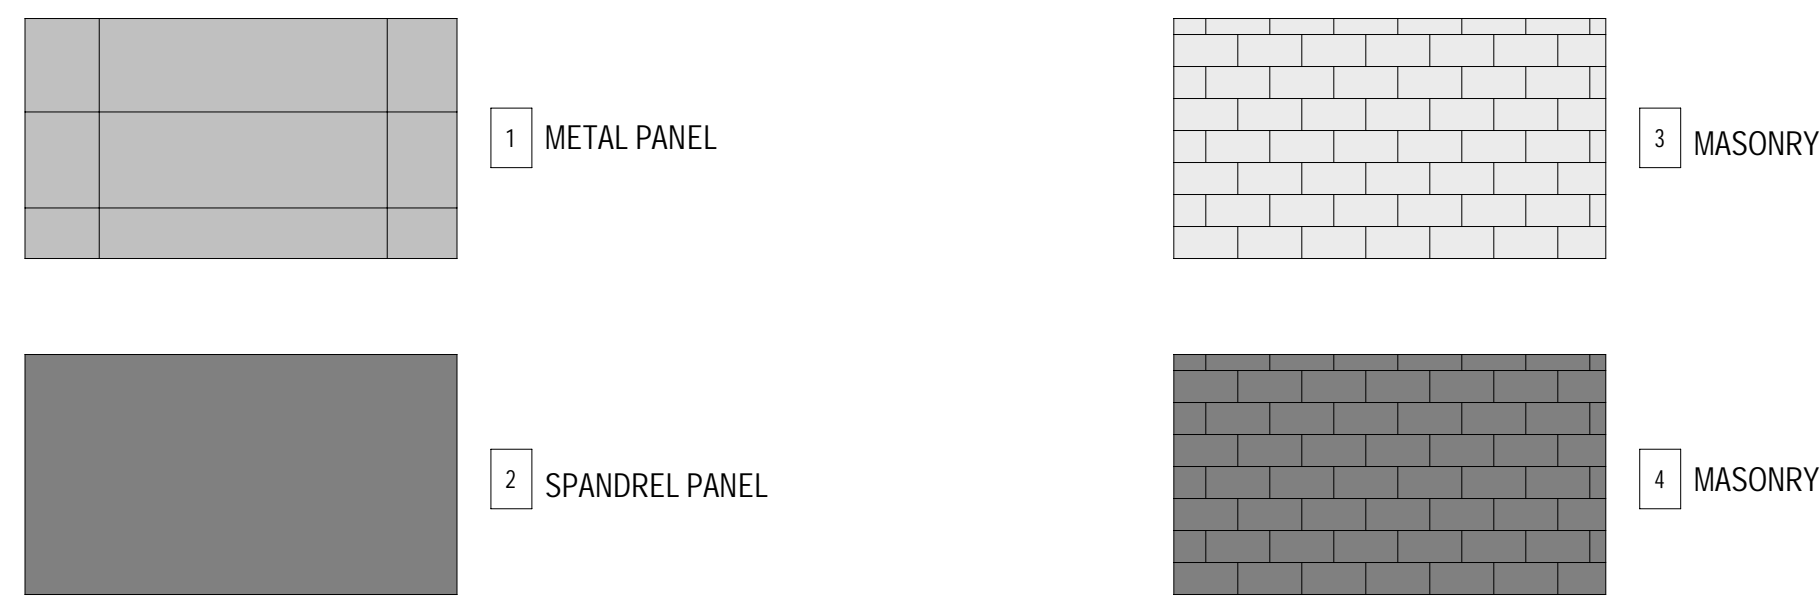 1 METAL PANEL
3 MASONRY
2 SPANDREL PANEL
4 MASONRY